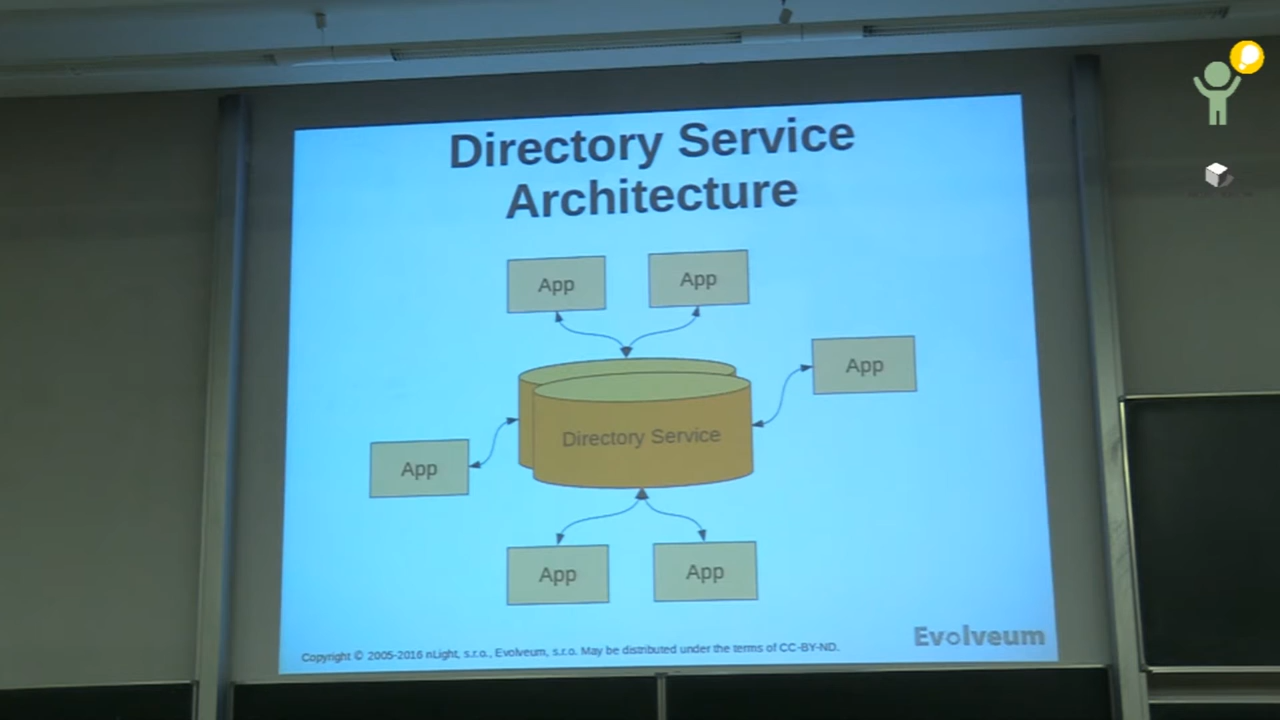 Directory Service
Architecture
App
App
App
Directory Service
App
App
App
Evolveum
Copyright © 2005-2016 nLight, s.r.o., Evolveum, s.r.o. May be distributed under the terms of CC-BY-ND.